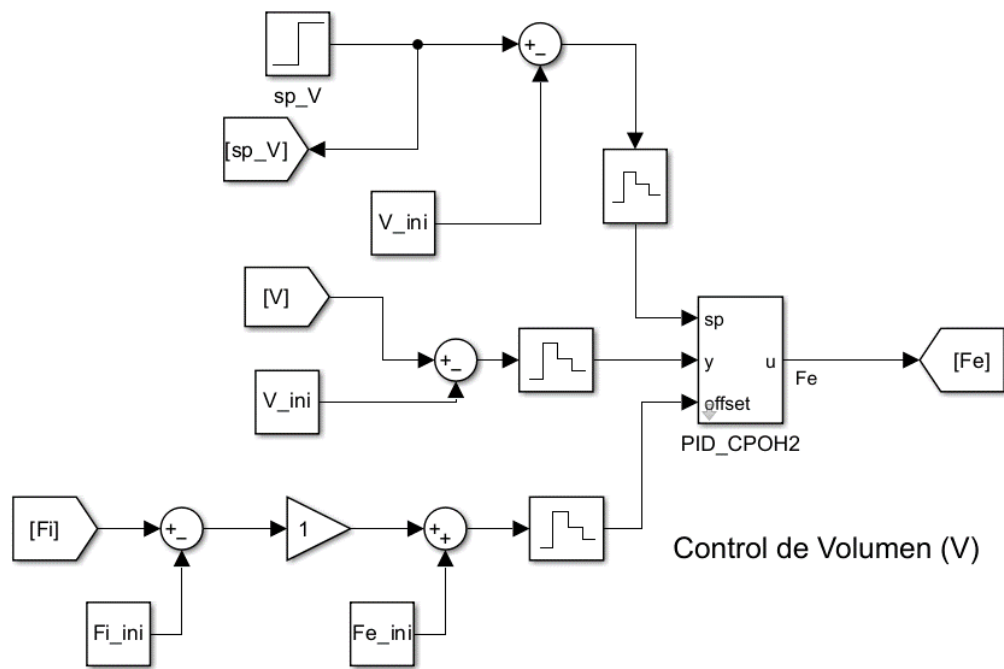 +
−
sp_V
[sp_V]
V_ini
[V]
sp
+
−
y
u
[Fe]
Fe
V_ini
offset
PID_CPOH2
[Fi]
+
−
1
+
+
Control de Volumen (V)
Fi_ini
Fe_ini